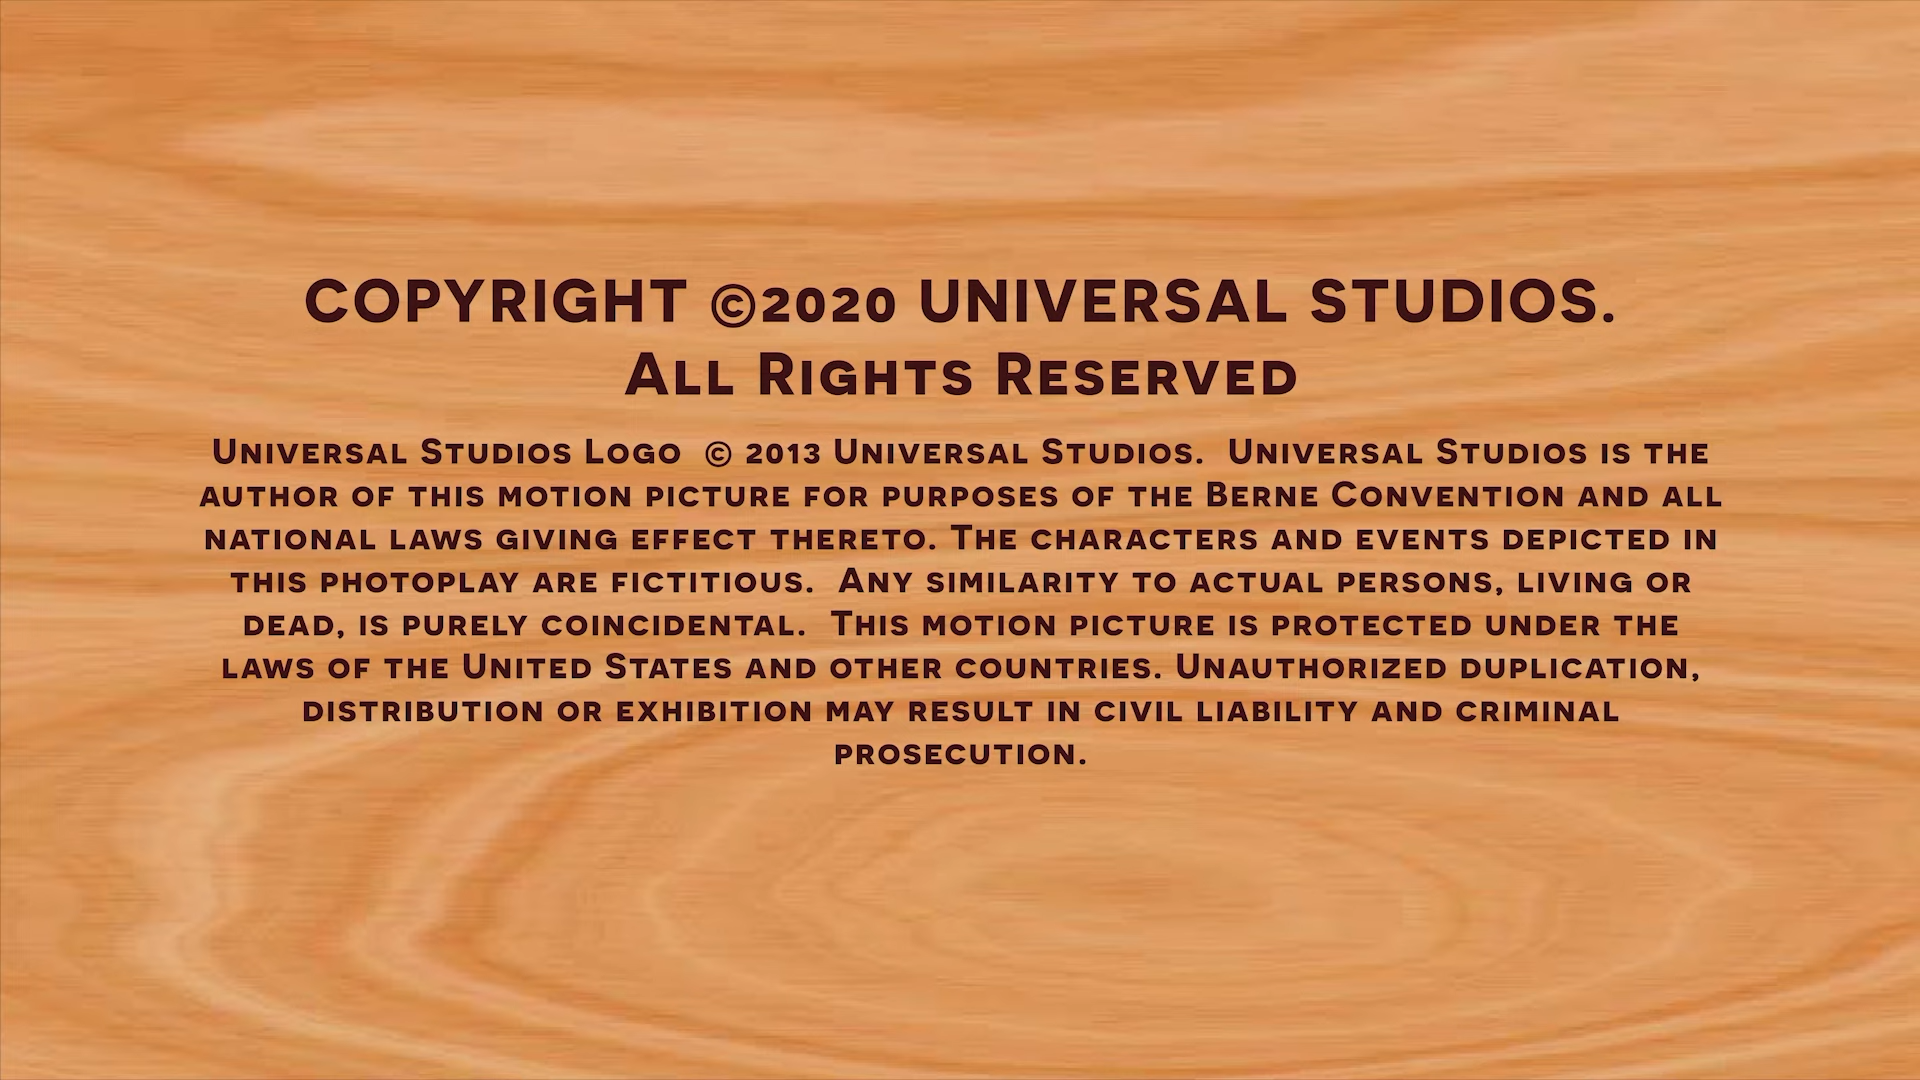 COPYRIGHT ©2020 UNIVERSAL STUDIOS.
ALL RIGHTS RESERVED
UNIVERSAL STUDIOS LOGO © 2013 UNIVERSAL STUDIOS. UNIVERSAL STUDIOS IS THE
AUTHOR OF THIS MOTION PICTURE FOR PURPOSES OF THE BERNE CONVENTION AND ALL
NATIONAL LAWS GIVING EFFECT THERETO. THE CHARACTERS AND EVENTS DEPICTED IN
THIS PHOTOPLAY ARE FICTITIOUS. ANY SIMILARITY TO ACTUAL PERSONS, LIVING OR
DEAD, IS PURELY COINCIDENTAL. THIS MOTION PICTURE IS PROTECTED UNDER THE
LAWS OF THE UNITED STATES AND OTHER COUNTRIES. UNAUTHORIZED DUPLICATION,
DISTRIBUTION OR EXHIBITION MAY RESULT IN CIVIL LIABILITY AND CRIMINAL
PROSECUTION.